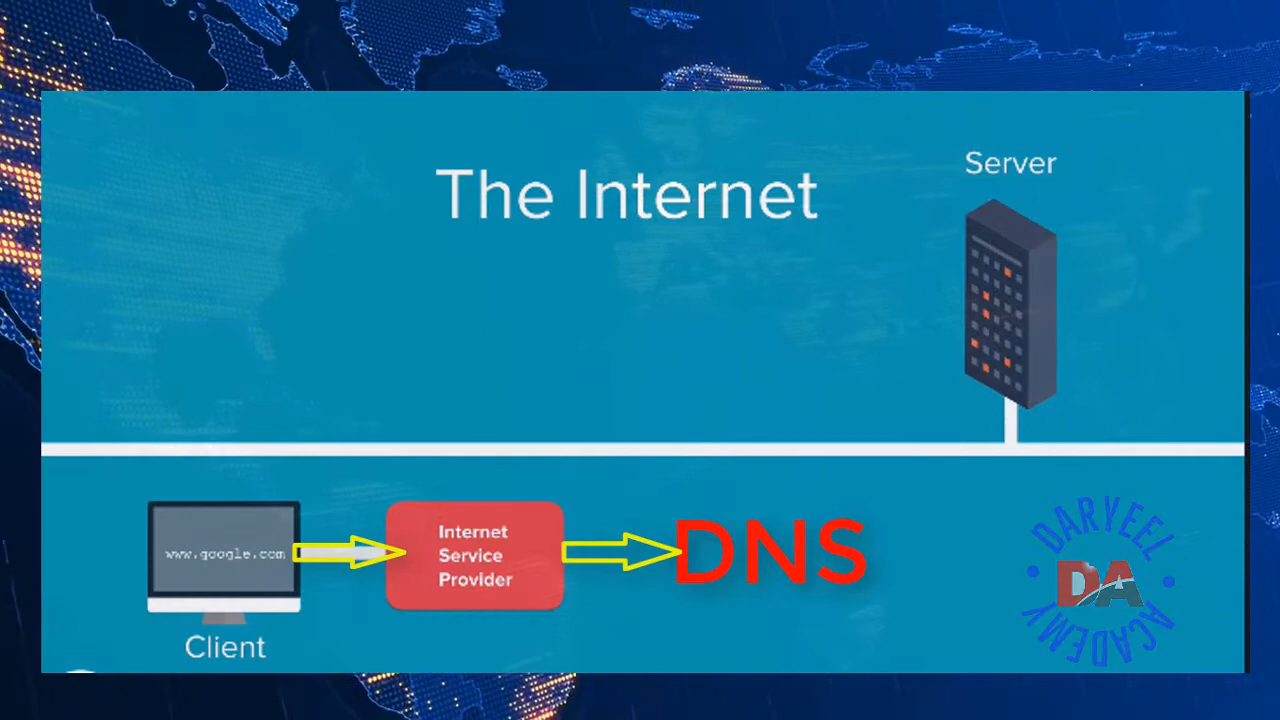 The Internet
Server
www.google.com
Internet
Service
Provider
DNS
Client
DARYEEL
DA
ACADEMY